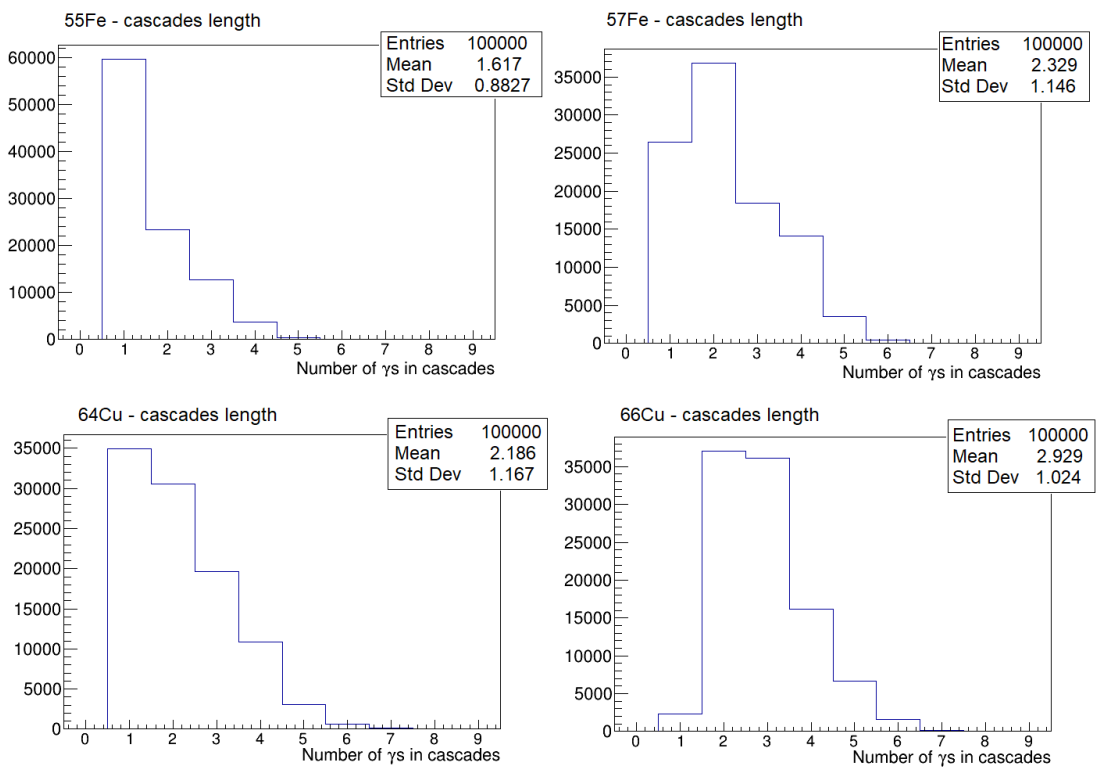 55Fe - cascades length
Entries 100000
Mean 1.617
Std Dev 0.8827
60000
50000
40000
30000
20000
10000
0
0 1 2 3 4 5 6 7 8 9
Number of γs in cascades
57Fe - cascades length
Entries 100000
Mean 2.329
Std Dev 1.146
35000
30000
25000
20000
15000
10000
5000
0
0 1 2 3 4 5 6 7 8 9
Number of γs in cascades
64Cu - cascades length
Entries 100000
Mean 2.186
Std Dev 1.167
35000
30000
25000
20000
15000
10000
5000
0
0 1 2 3 4 5 6 7 8 9
Number of γs in cascades
66Cu - cascades length
Entries 100000
Mean 2.929
Std Dev 1.024
35000
30000
25000
20000
15000
10000
5000
0
0 1 2 3 4 5 6 7 8 9
Number of γs in cascades